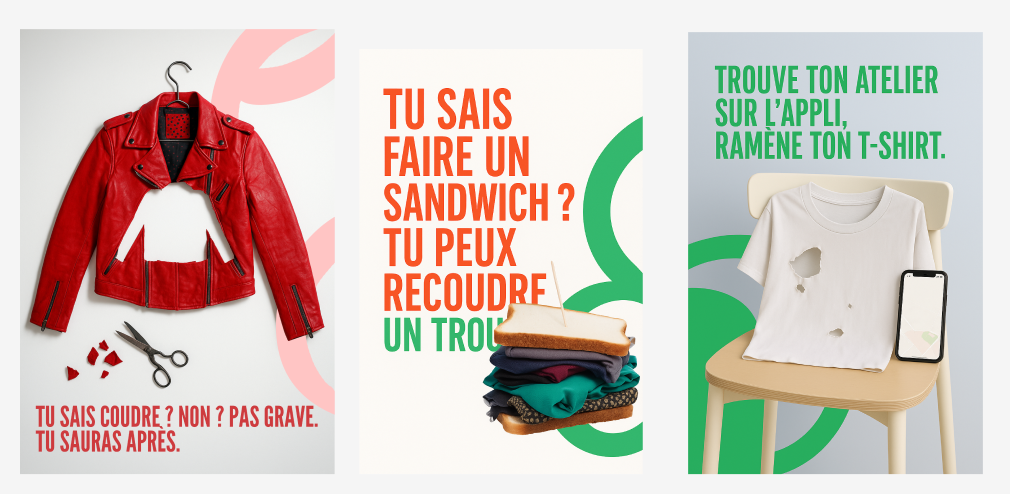 TU SAIS COUDRE ? NON ? PAS GRAVE.
TU SAURAS APRÈS.
TU SAIS
FAIRE UN
SANDWICH ?
TU PEUX
RECOUDRE
UN TROU
TROUVE TON ATELIER
SUR L'APPLI,
RAMÈNE TON T-SHIRT.